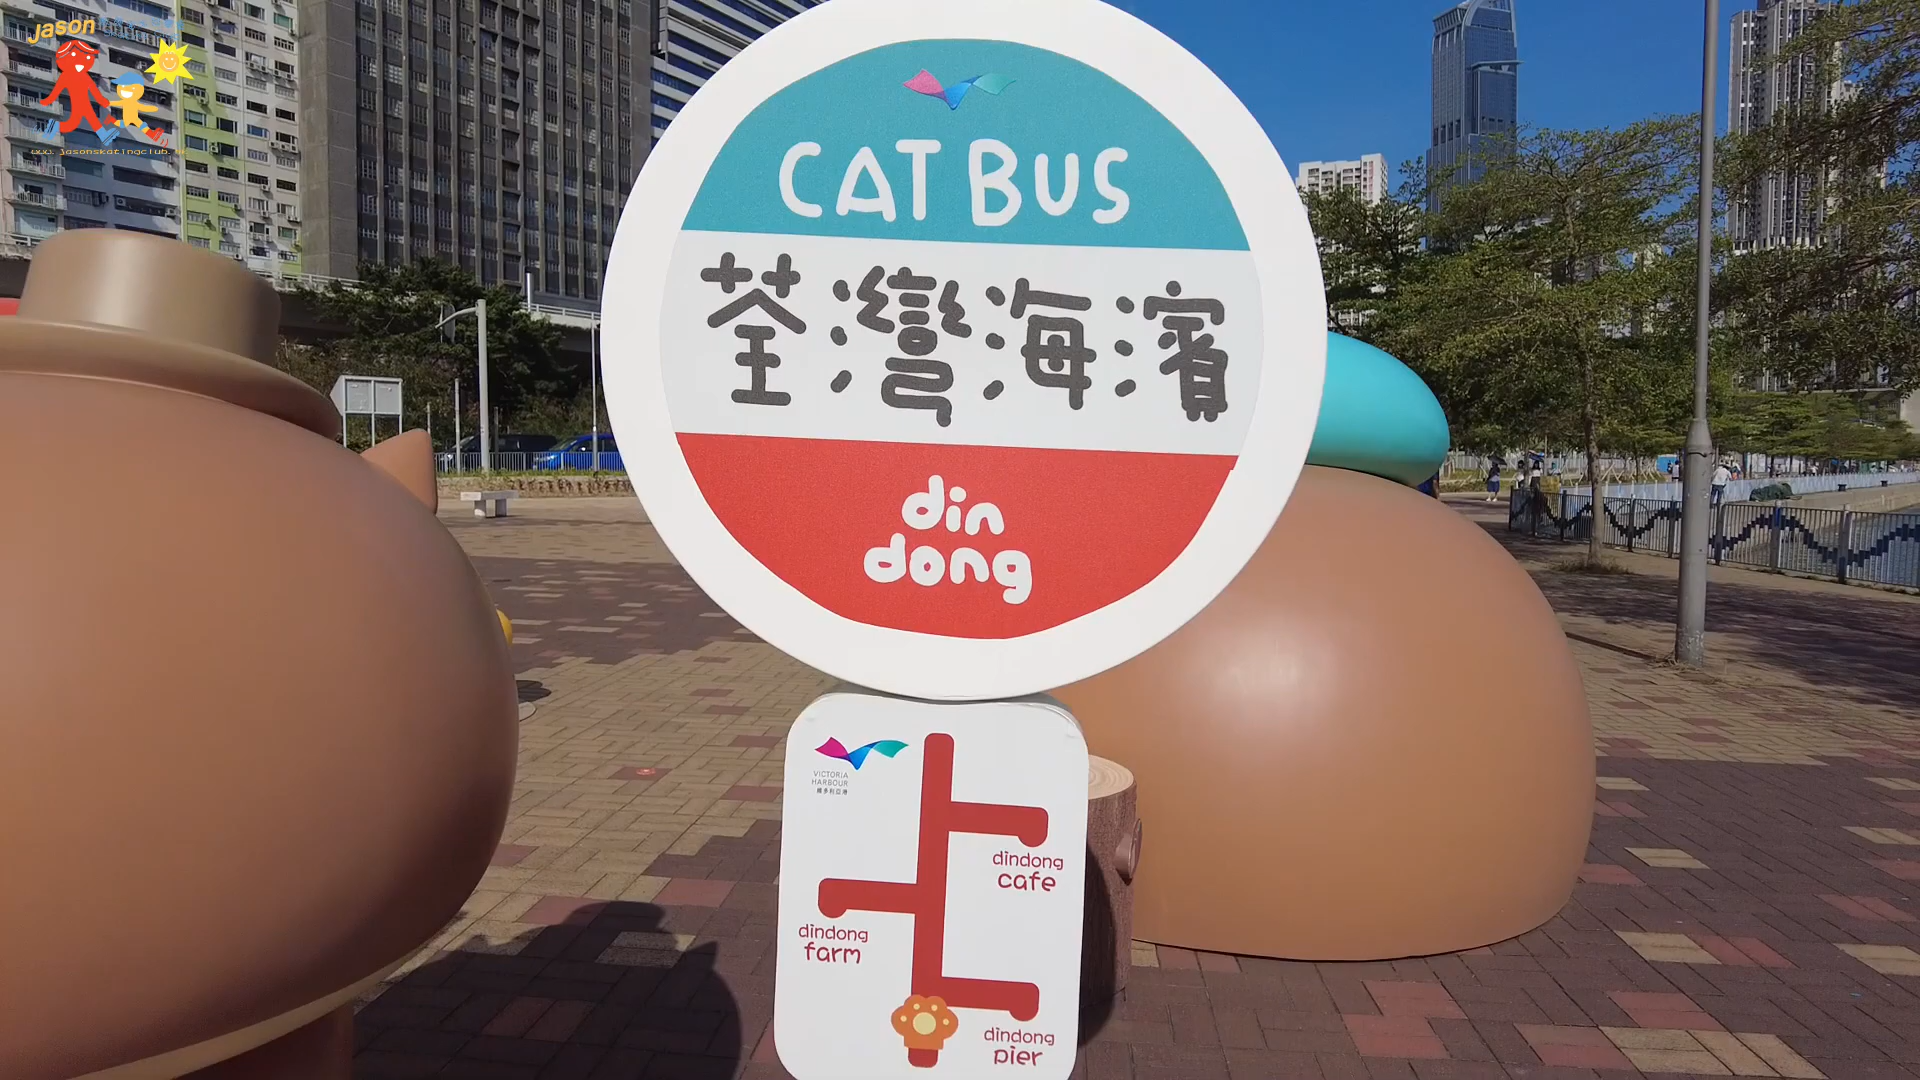 jason
www.jasonskatingclub.
CAT BUS
荃灣海濱
din
dong
VICTORIA
HARBOUR
維多利亞港
dindong
cafe
dindong
farm
dindong
pier